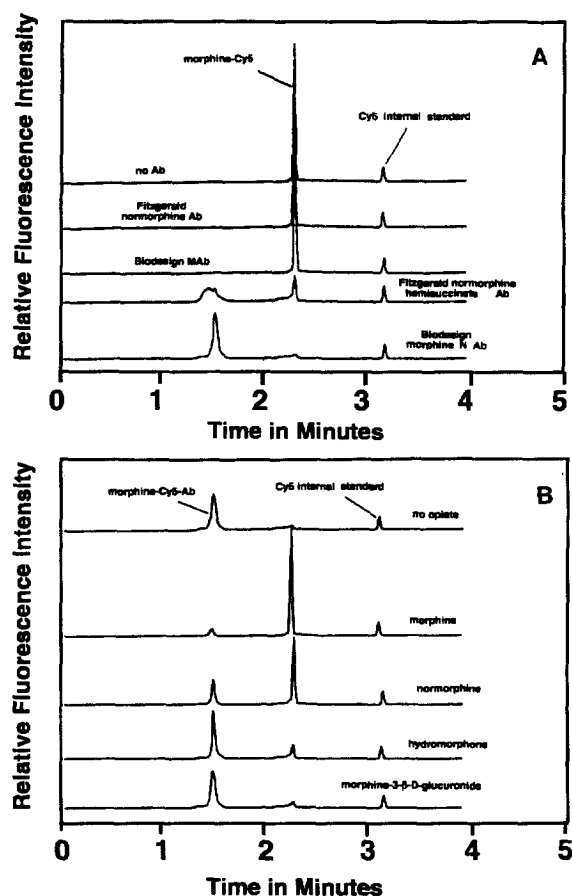 A
Relative Fluorescence Intensity
morphine-Cy5
Cy5 internal standard
no Ab
Fitzgerald
normorphine Ab
Biodesign MAb
Fitzgerald normorphine
hemisuccinate Ab
Biodesign
morphine N Ab
0 1 2 3 4 5
Time in Minutes
B
Relative Fluorescence Intensity
morphine-Cy5-Ab
Cy5 internal standard
no opiate
morphine
normorphine
hydromorphone
morphine-3-β-D-glucuronide
0 1 2 3 4 5
Time in Minutes